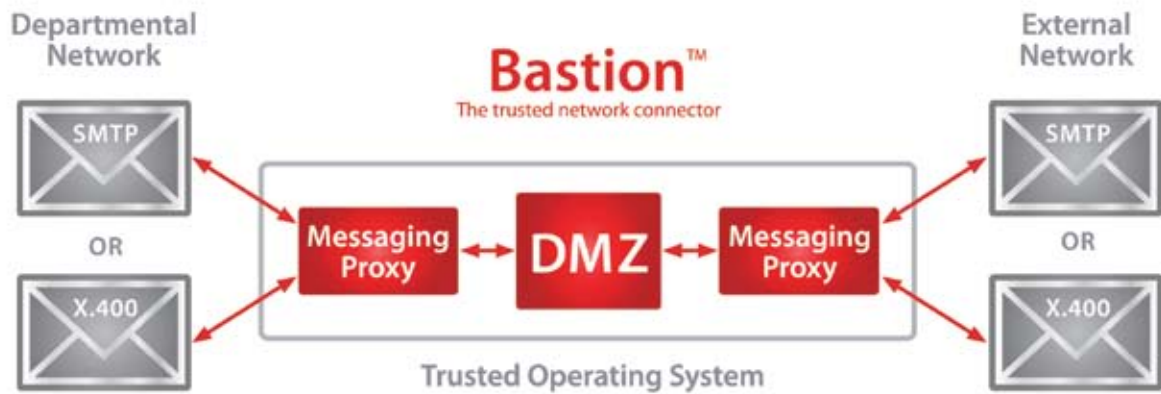 Departmental
Network
External
Network
Bastion™
The trusted network connector
SMTP
SMTP
OR
OR
Messaging
Proxy
DMZ
Messaging
Proxy
X.400
X.400
Trusted Operating System